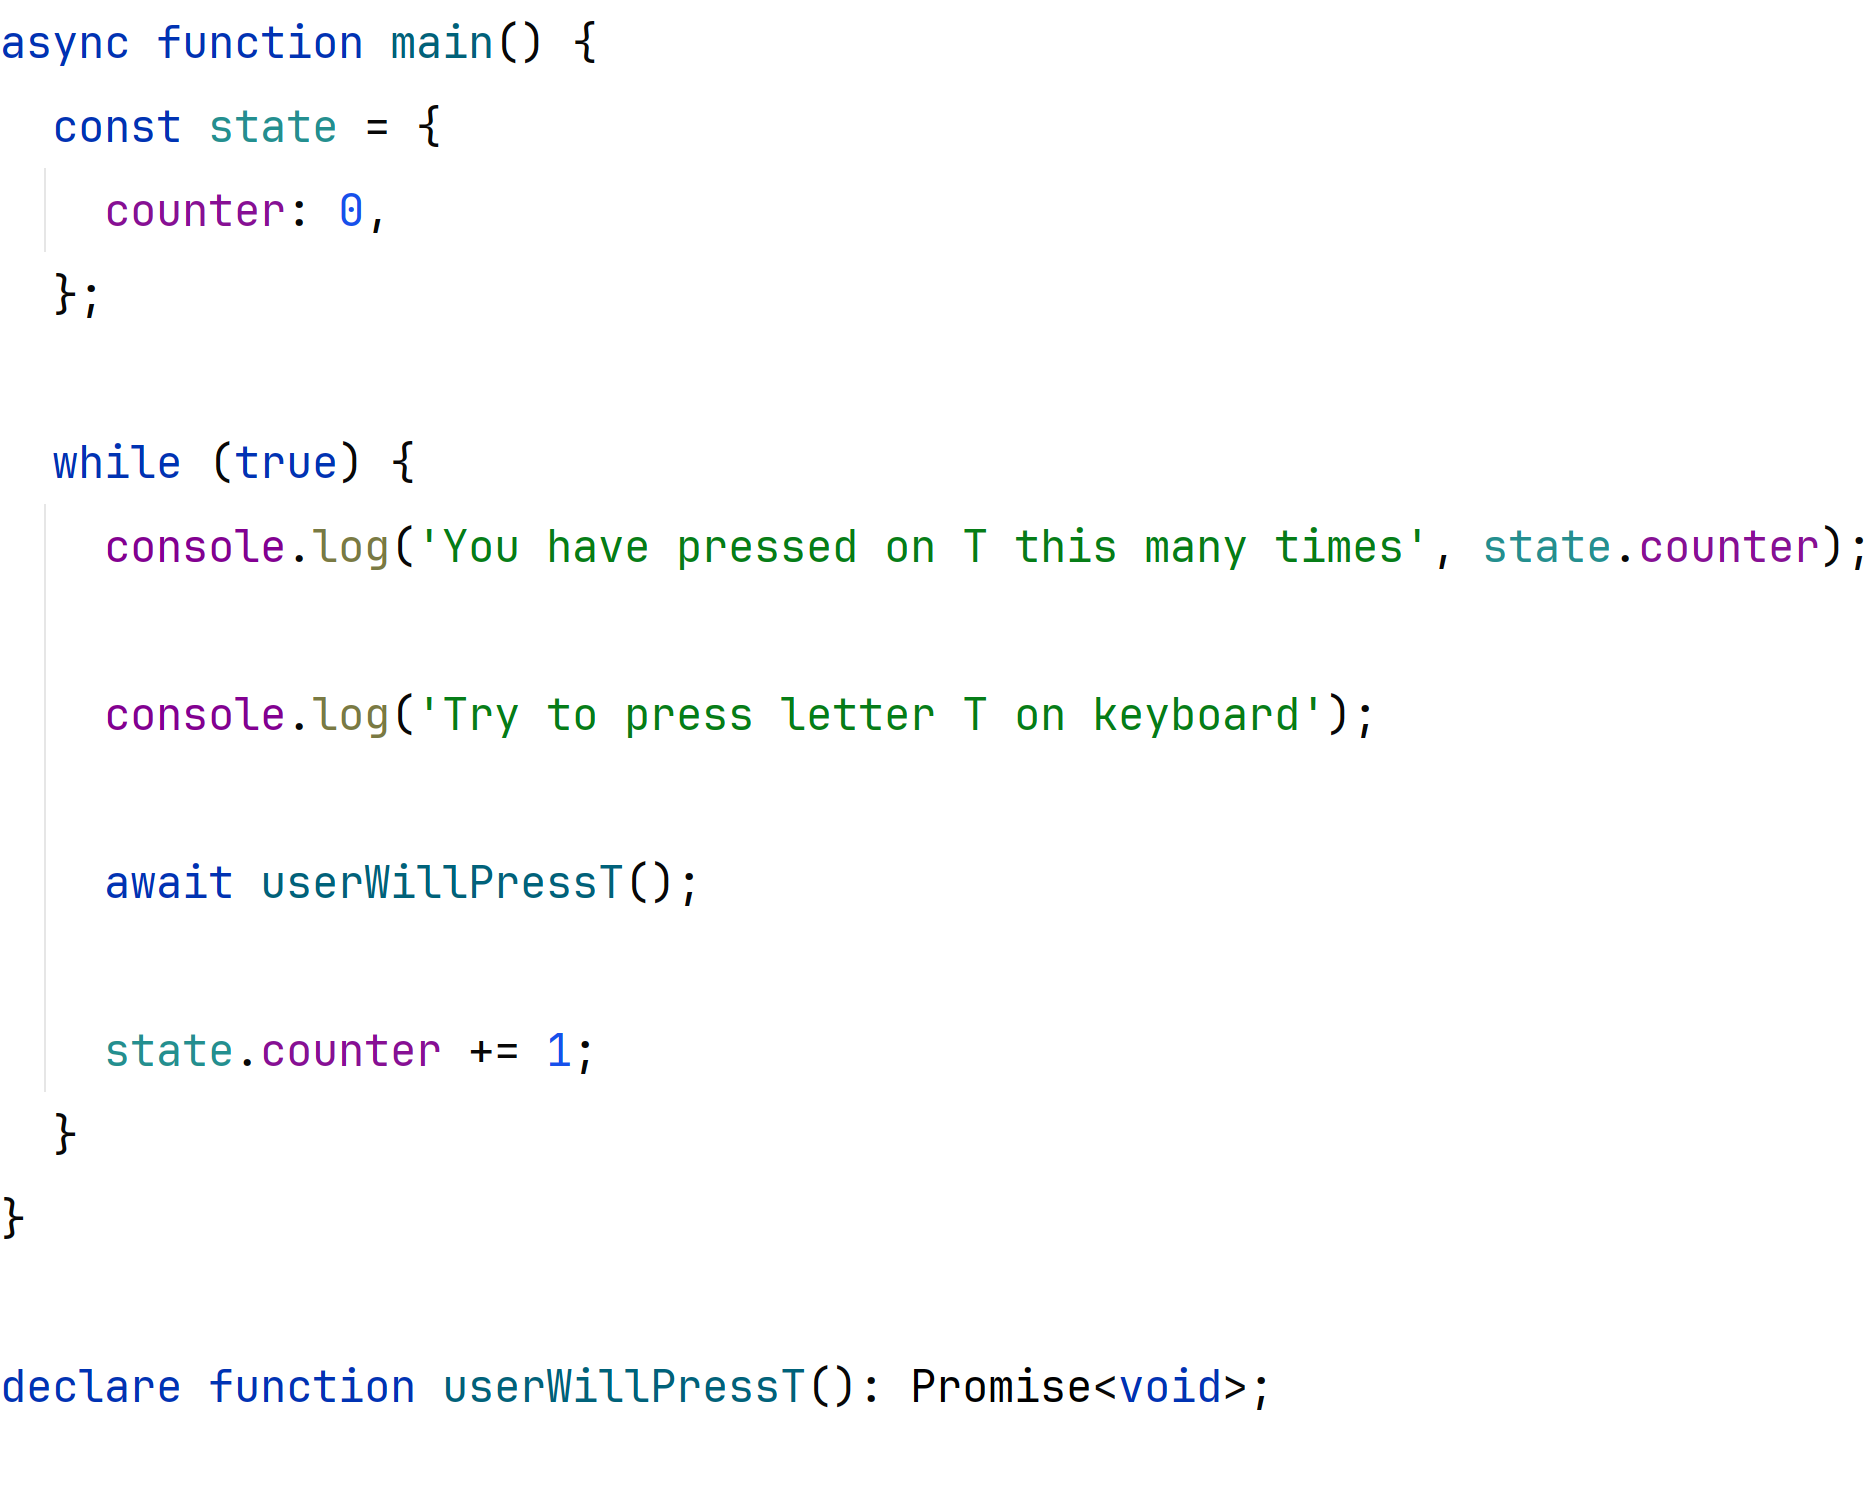 async function main() {
  const state = {
    counter: 0,
  };

  while (true) {
    console.log('You have pressed on T this many times', state.counter);

    console.log('Try to press letter T on keyboard');

    await userWillPressT();

    state.counter += 1;
  }
}

declare function userWillPressT(): Promise<void>;